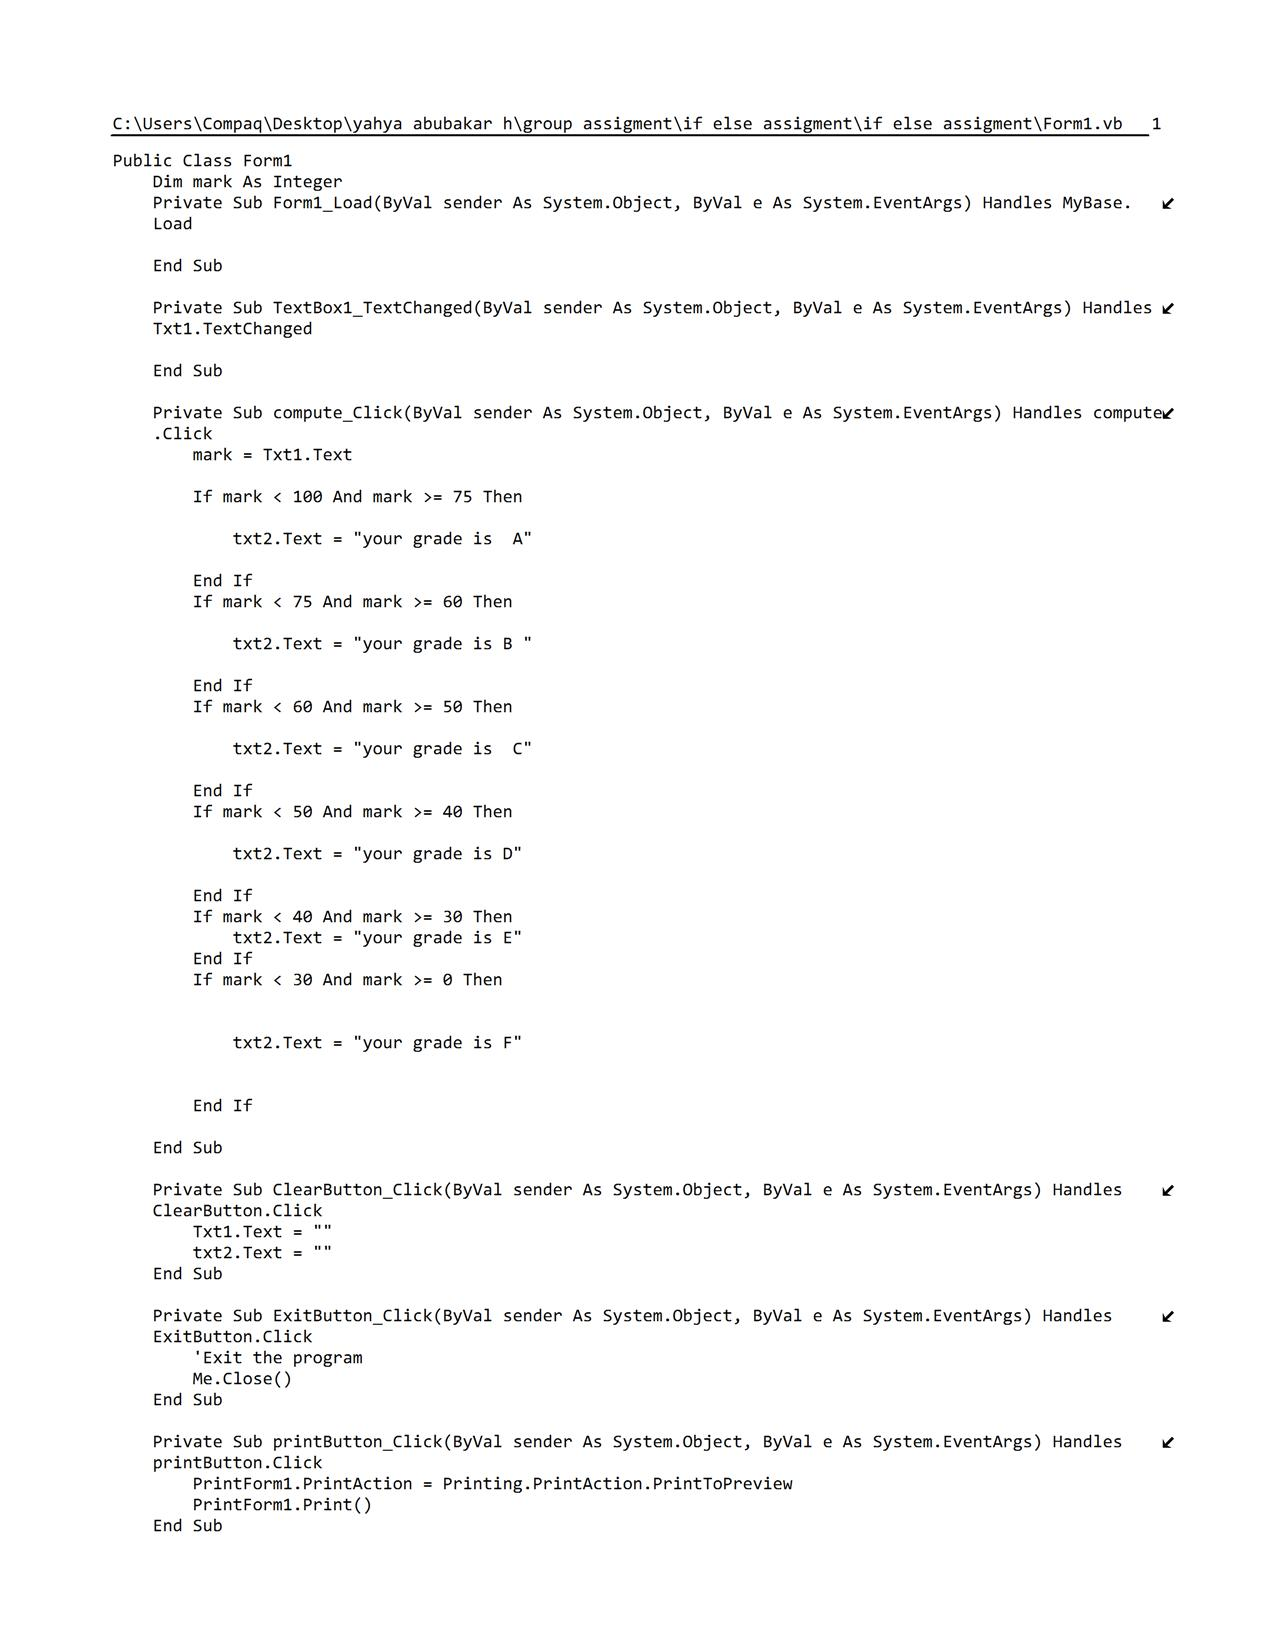 C:\Users\Compaq\Desktop\yahya abubakar h\group assigment\if else assigment\if else assigment\Form1.vb   1
Public Class Form1
    Dim mark As Integer
    Private Sub Form1_Load(ByVal sender As System.Object, ByVal e As System.EventArgs) Handles MyBase.
    Load

    End Sub

    Private Sub TextBox1_TextChanged(ByVal sender As System.Object, ByVal e As System.EventArgs) Handles
    Txt1.TextChanged

    End Sub

    Private Sub compute_Click(ByVal sender As System.Object, ByVal e As System.EventArgs) Handles compute
    .Click
        mark = Txt1.Text

        If mark < 100 And mark >= 75 Then

            txt2.Text = "your grade is  A"

        End If
        If mark < 75 And mark >= 60 Then

            txt2.Text = "your grade is B "

        End If
        If mark < 60 And mark >= 50 Then

            txt2.Text = "your grade is  C"

        End If
        If mark < 50 And mark >= 40 Then

            txt2.Text = "your grade is D"

        End If
        If mark < 40 And mark >= 30 Then
            txt2.Text = "your grade is E"
        End If
        If mark < 30 And mark >= 0 Then


            txt2.Text = "your grade is F"


        End If

    End Sub

    Private Sub ClearButton_Click(ByVal sender As System.Object, ByVal e As System.EventArgs) Handles
    ClearButton.Click
        Txt1.Text = ""
        txt2.Text = ""
    End Sub

    Private Sub ExitButton_Click(ByVal sender As System.Object, ByVal e As System.EventArgs) Handles
    ExitButton.Click
        'Exit the program
        Me.Close()
    End Sub

    Private Sub printButton_Click(ByVal sender As System.Object, ByVal e As System.EventArgs) Handles
    printButton.Click
        PrintForm1.PrintAction = Printing.PrintAction.PrintToPreview
        PrintForm1.Print()
    End Sub